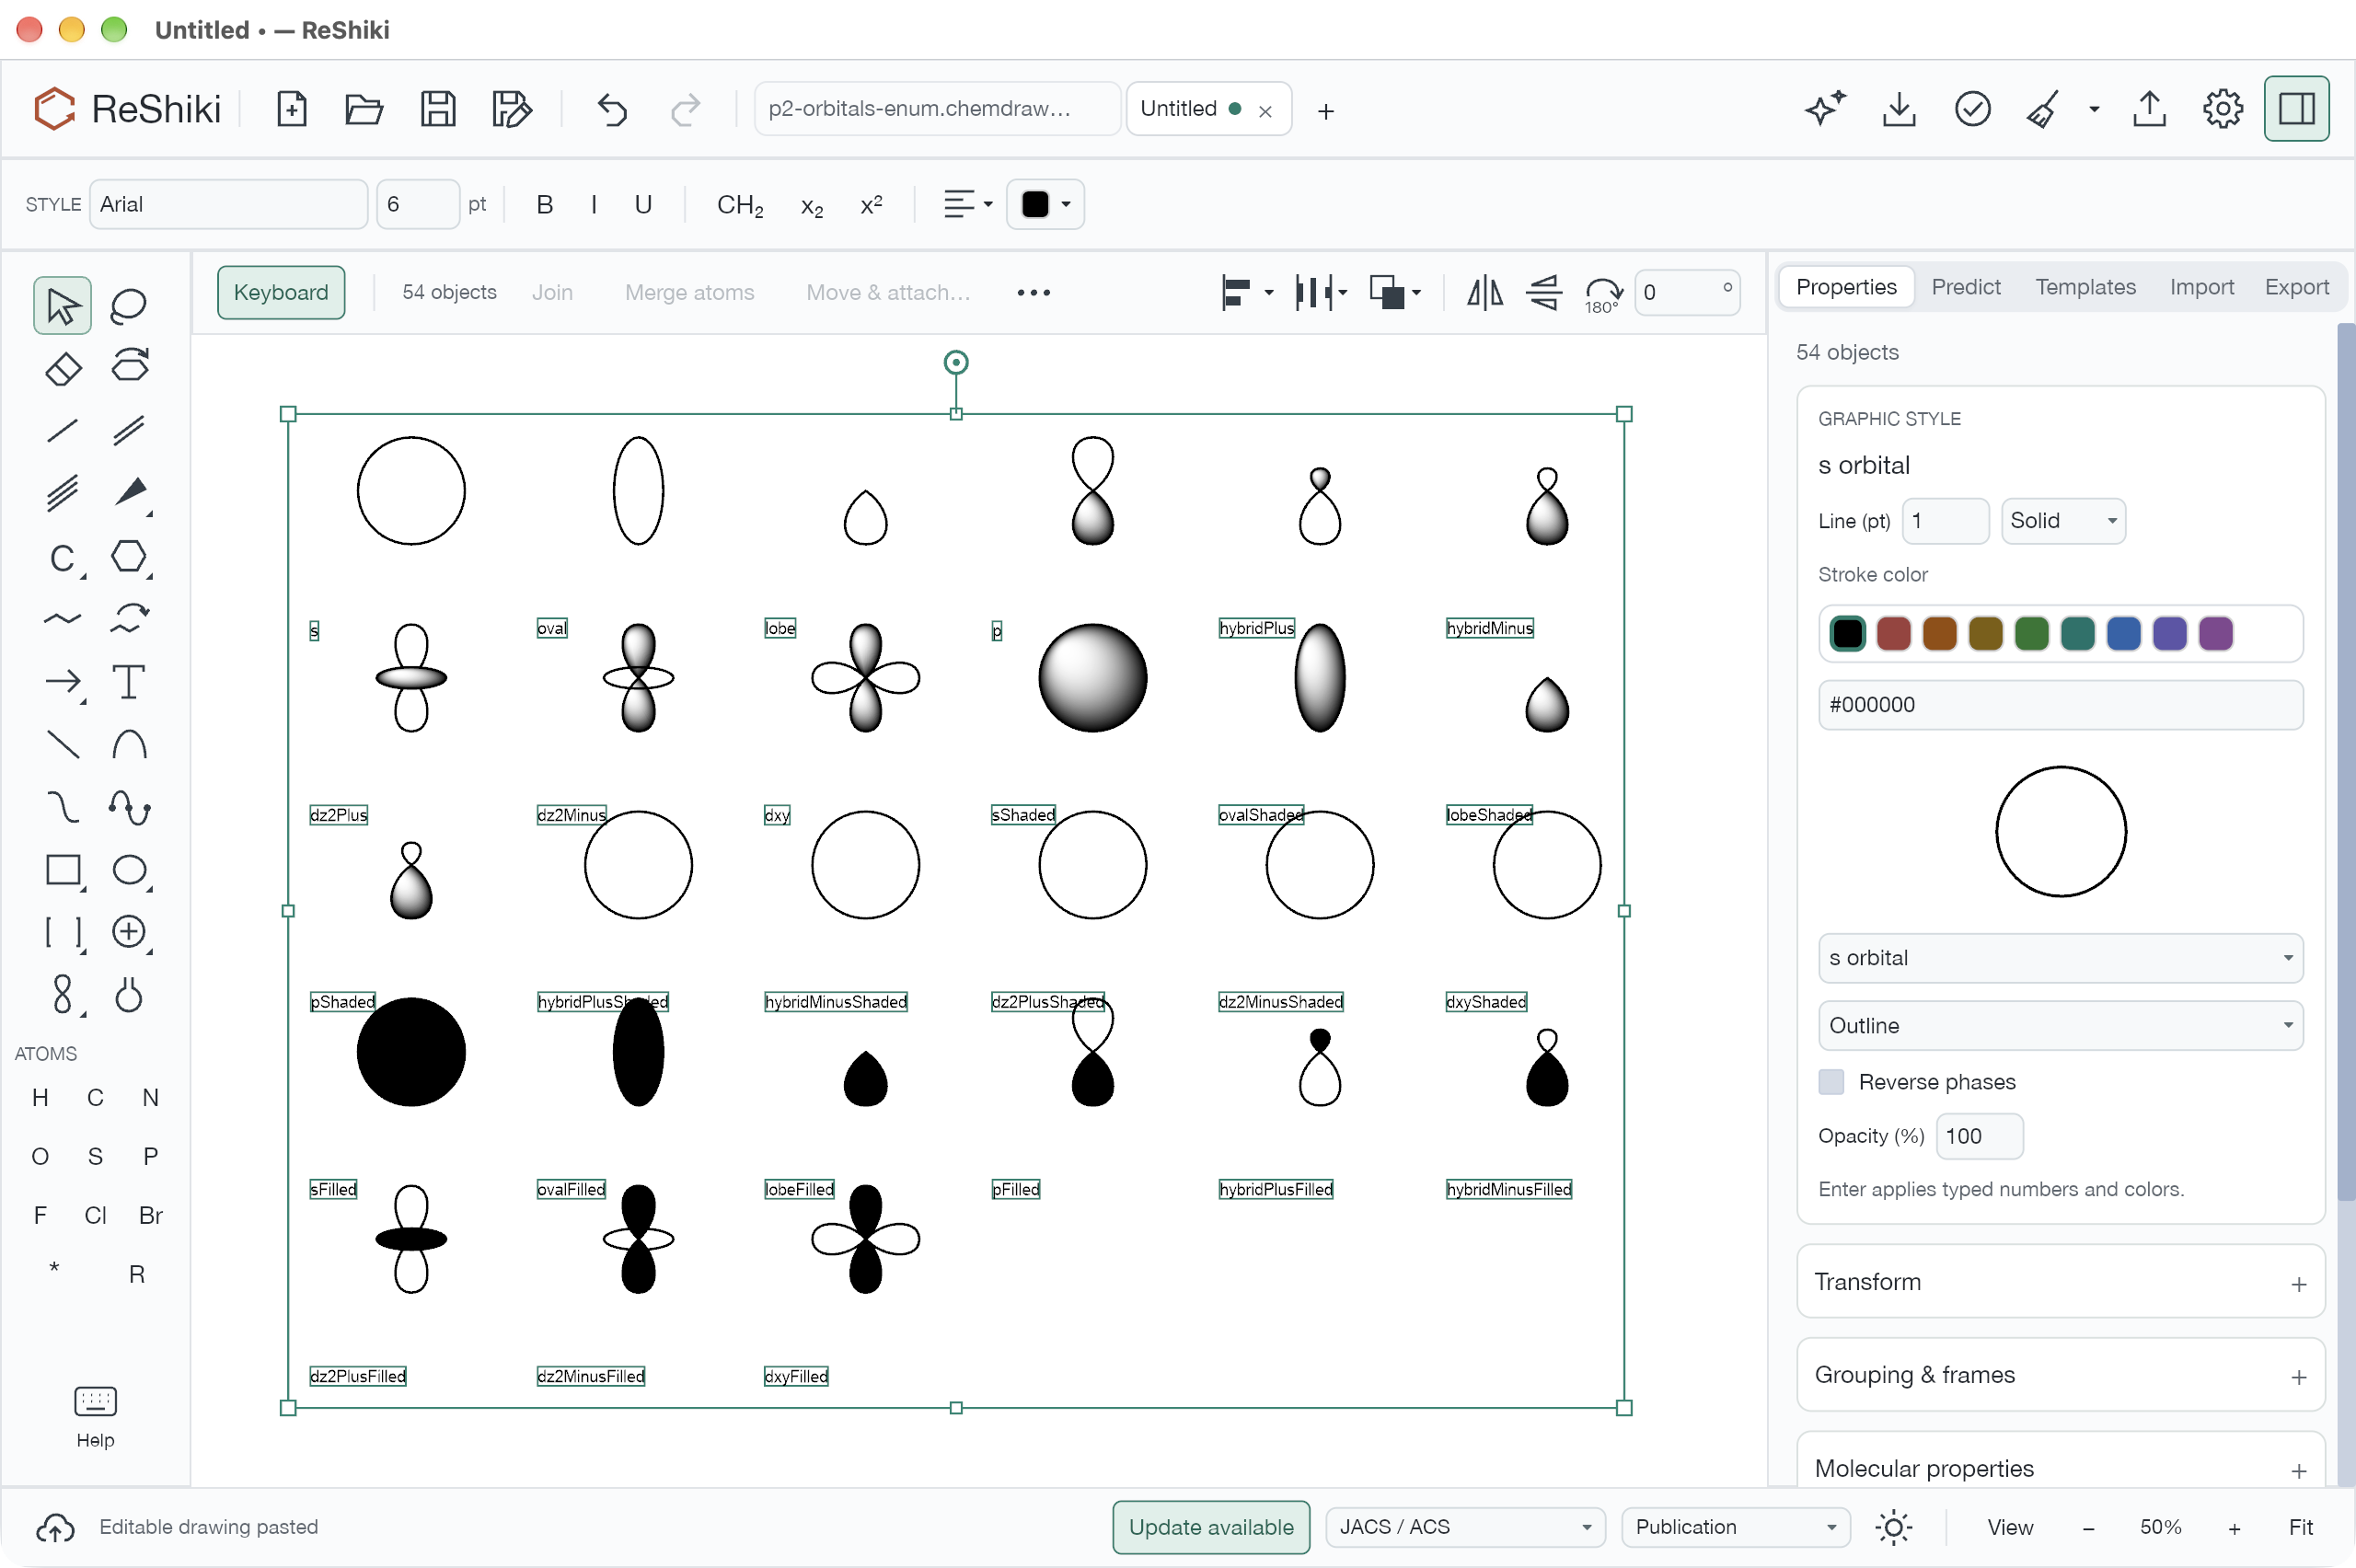 Untitled • — ReShiki
ReShiki
p2-orbitals-enum.chemdraw...
Untitled
STYLE Arial 6 pt B I U CH₂ x₂ x²
Keyboard 54 objects Join Merge atoms Move & attach... 180° 0 °
Properties Predict Templates Import Export
54 objects
GRAPHIC STYLE
s orbital
Line (pt) 1 Solid
Stroke color
#000000
s orbital
Outline
Reverse phases
Opacity (%) 100
Enter applies typed numbers and colors.
Transform
Grouping & frames
Molecular properties
s oval lobe p hybridPlus hybridMinus
dz2Plus dz2Minus dxy sShaded ovalShaded lobeShaded
pShaded hybridPlusShaded hybridMinusShaded dz2PlusShaded dz2MinusShaded dxyShaded
sFilled ovalFilled lobeFilled pFilled hybridPlusFilled hybridMinusFilled
dz2PlusFilled dz2MinusFilled dxyFilled
C
T
ATOMS
H C N
O S P
F Cl Br
* R
Help
Editable drawing pasted
Update available JACS / ACS Publication View − 50% + Fit